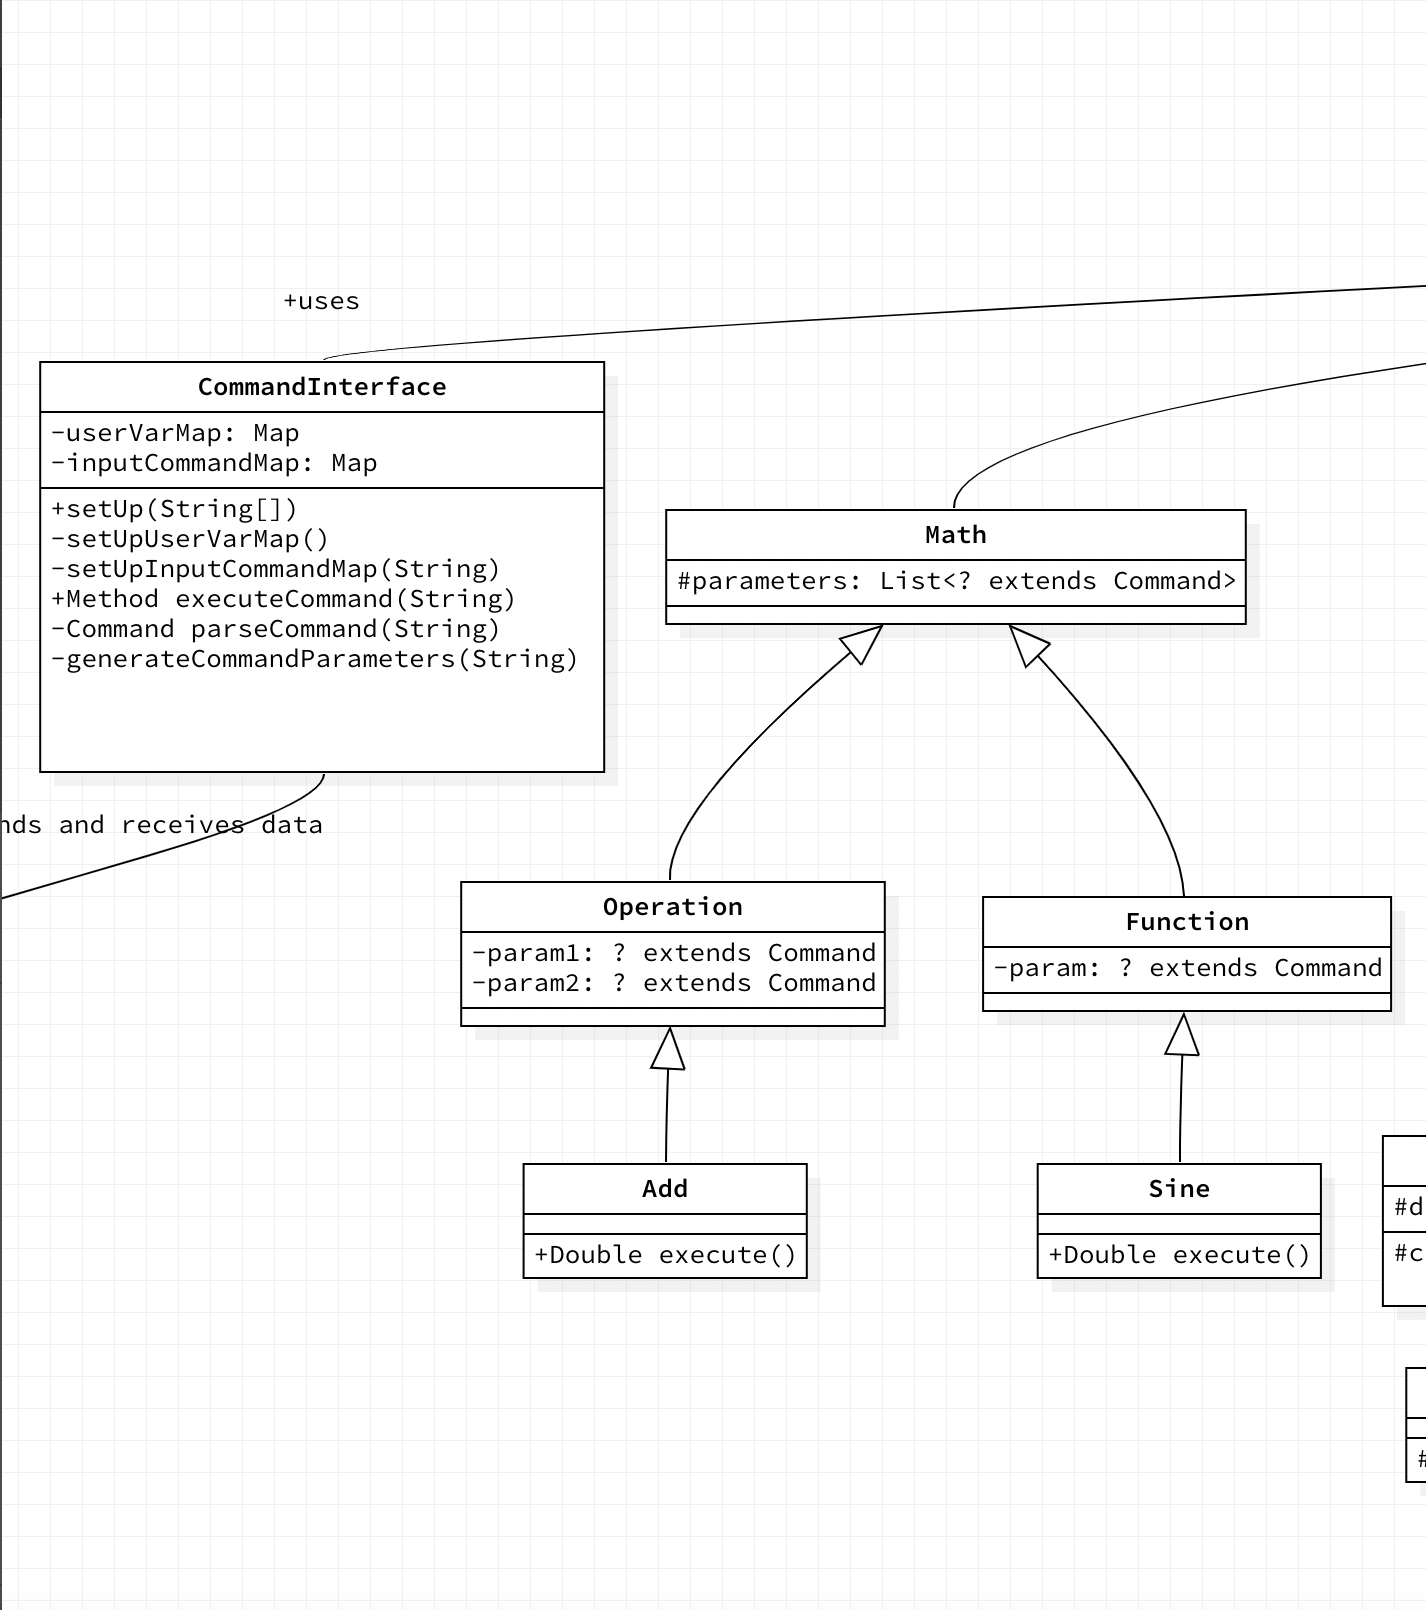 +uses
CommandInterface
-userVarMap: Map
-inputCommandMap: Map
+setUp(String[])
-setUpUserVarMap()
-setUpInputCommandMap(String)
+Method executeCommand(String)
-Command parseCommand(String)
-generateCommandParameters(String)
Math
#parameters: List<? extends Command>
and receives data
Operation
-param1: ? extends Command
-param2: ? extends Command
Function
-param: ? extends Command
Add
+Double execute()
Sine
+Double execute()